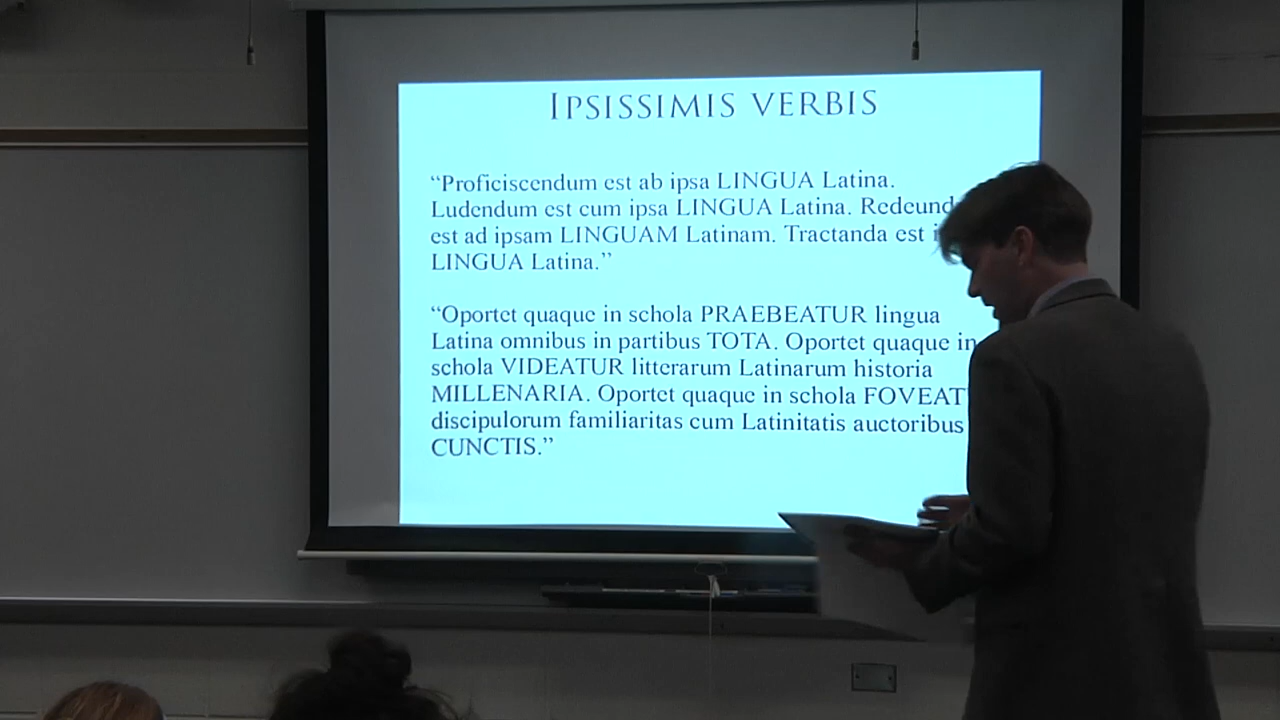 IPSISSIMIS VERBIS
“Proficiscendum est ab ipsa LINGUA Latina.
Ludendum est cum ipsa LINGUA Latina. Redeund
est ad ipsam LINGUAM Latinam. Tractanda est i
LINGUA Latina.”
“Oportet quaque in schola PRAEBEATUR lingua
Latina omnibus in partibus TOTA. Oportet quaque in
schola VIDEATUR litterarum Latinarum historia
MILLENARIA. Oportet quaque in schola FOVEAT
discipulorum familiaritas cum Latinitatis auctoribus
CUNCTIS.”